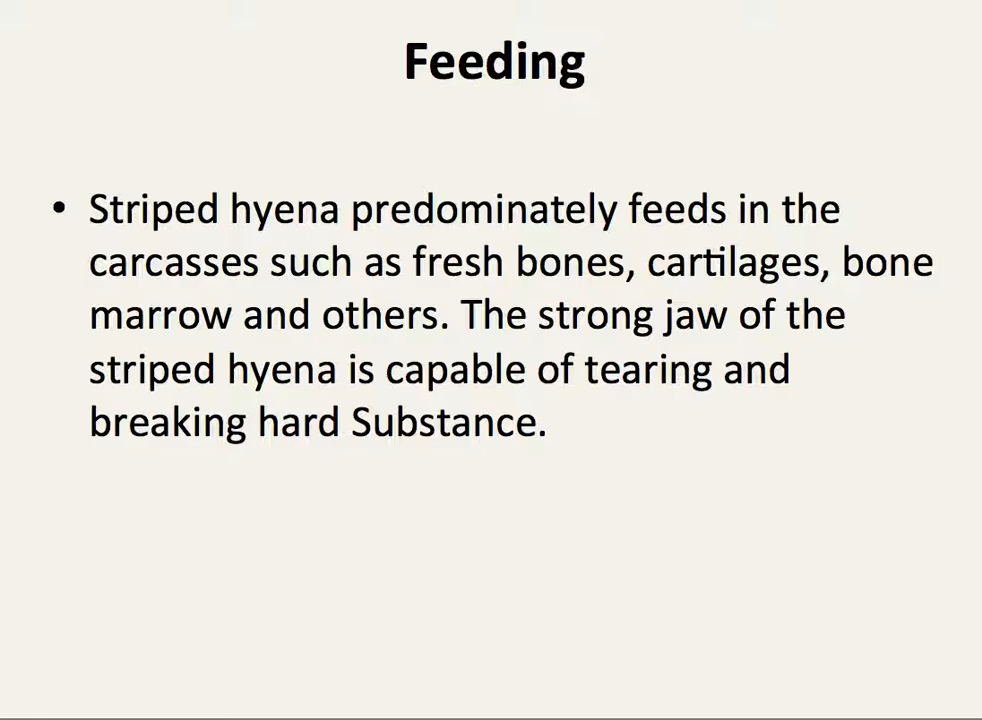 Feeding
• Striped hyena predominately feeds in the
carcasses such as fresh bones, cartilages, bone
marrow and others. The strong jaw of the
striped hyena is capable of tearing and
breaking hard Substance.